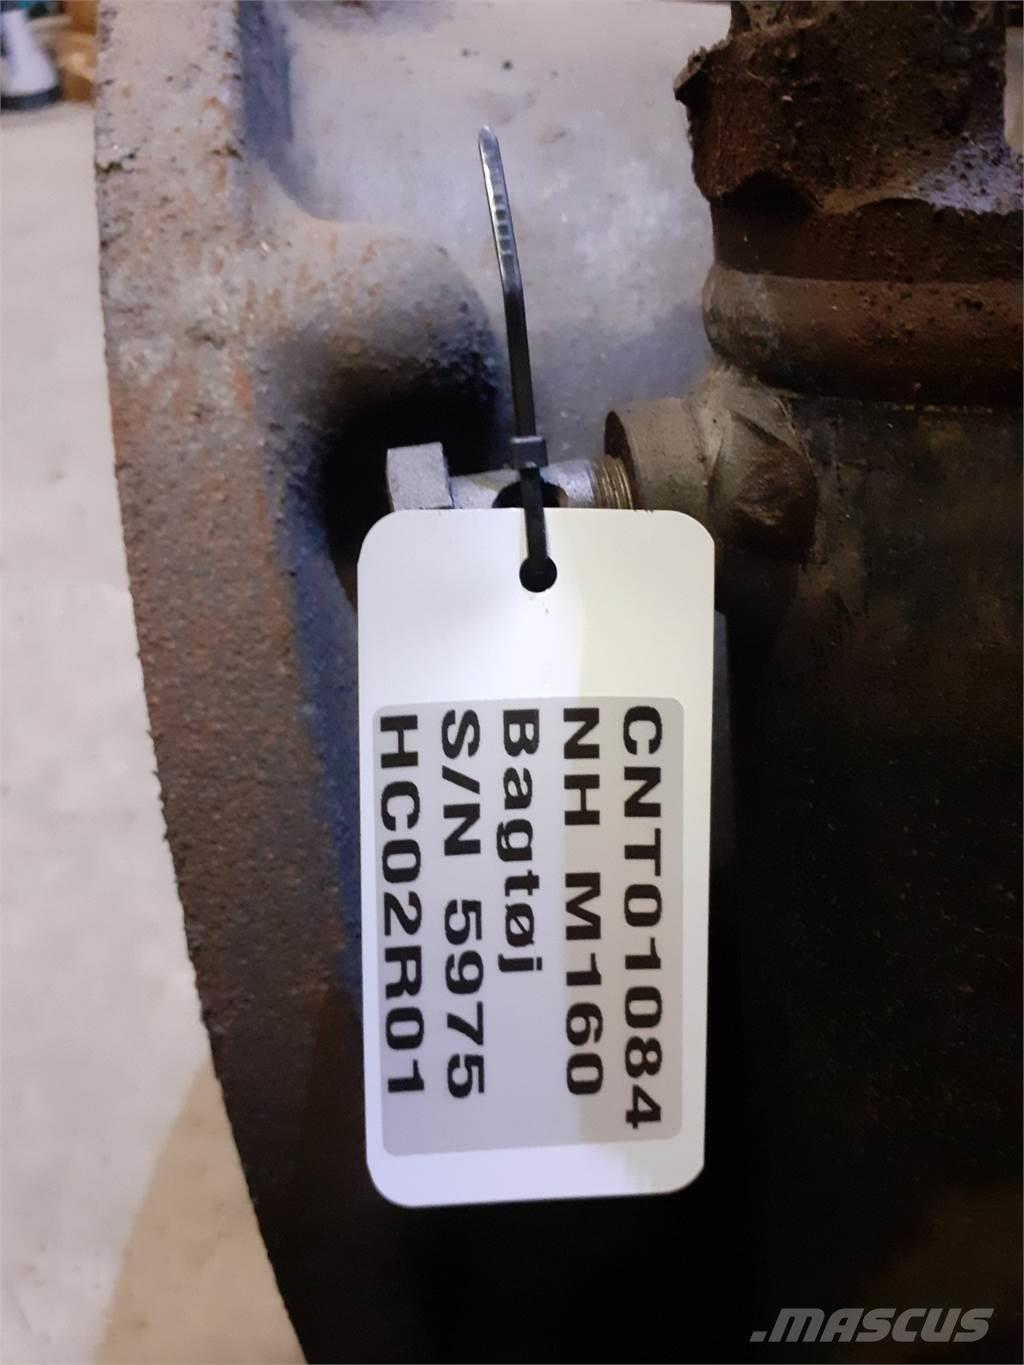 CNT01084
NH M160
Bagtøj
S/N 5975
HC02R01
.MASCUS